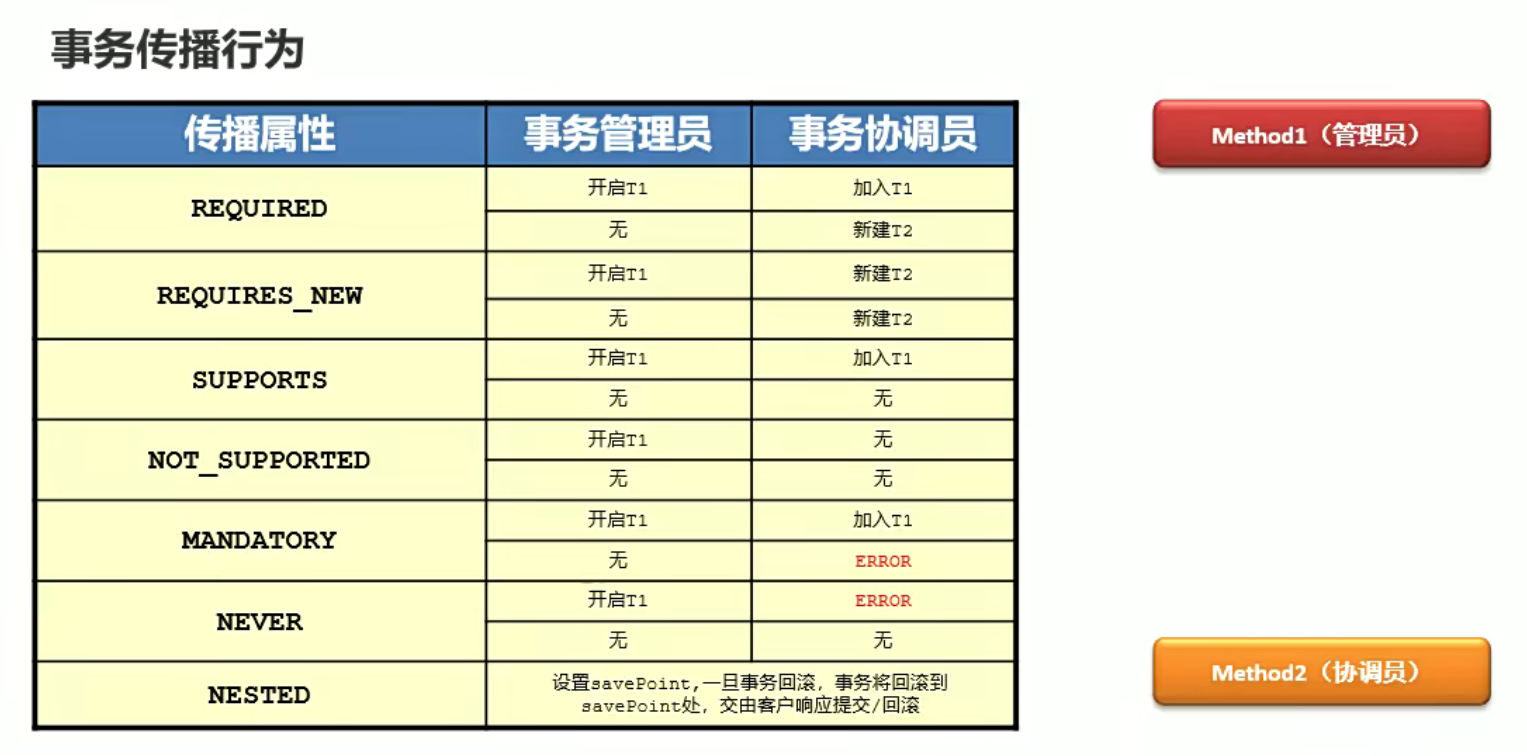 事务传播行为
传播属性 事务管理员 事务协调员
Method1（管理员）
REQUIRED
开启T1 加入T1
无 新建T2
REQUIRES_NEW
开启T1 新建T2
无 新建T2
SUPPORTS
开启T1 加入T1
无 无
NOT_SUPPORTED
开启T1 无
无 无
MANDATORY
开启T1 加入T1
无 ERROR
NEVER
开启T1 ERROR
无 无
NESTED
设置savePoint,一旦事务回滚，事务将回滚到
savePoint处，交由客户响应提交/回滚
Method2（协调员）